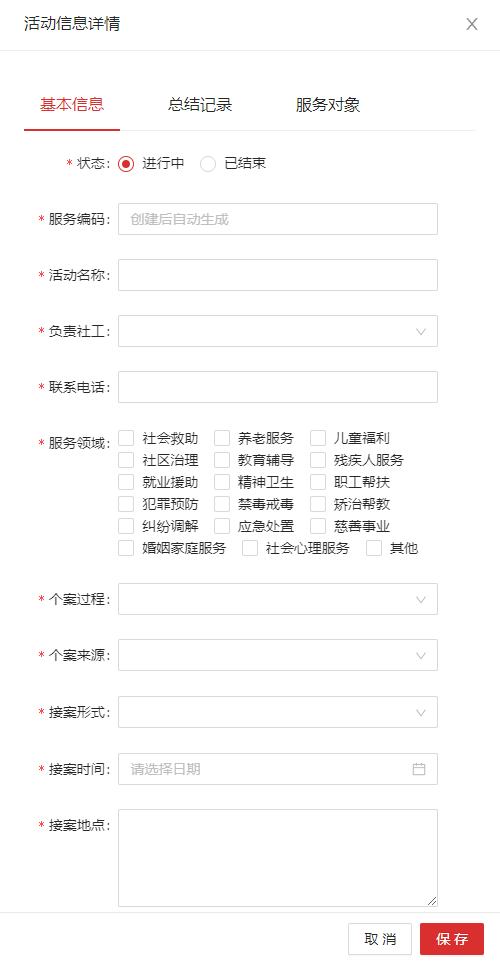 活动信息详情
基本信息 总结记录 服务对象
* 状态: 进行中 已结束
* 服务编码: 创建后自动生成
* 活动名称:
* 负责社工:
* 联系电话:
* 服务领域: 社会救助 养老服务 儿童福利
社区治理 教育辅导 残疾人服务
就业援助 精神卫生 职工帮扶
犯罪预防 禁毒戒毒 矫治帮教
纠纷调解 应急处置 慈善事业
婚姻家庭服务 社会心理服务 其他
* 个案过程:
* 个案来源:
* 接案形式:
* 接案时间: 请选择日期
* 接案地点:
取 消 保 存